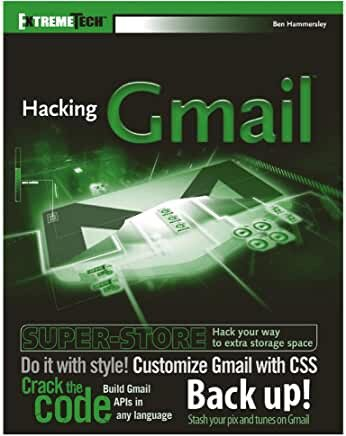 EXTREMETECH™
Ben Hammersley
Hacking
Gmail™
SUPER-STORE
Hack your way
to extra storage space
Do it with style! Customize Gmail with CSS
Crack the
code
Build Gmail
APIs in
any language
Back up!
Stash your pix and tunes on Gmail